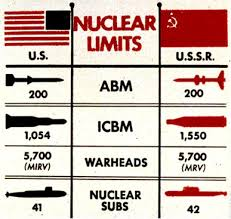 NUCLEAR
LIMITS
U.S. U.S.S.R.
200 ABM 200
1,054 ICBM 1,550
5,700 WARHEADS 5,700
(MIRV) (MIRV)
NUCLEAR
41 SUBS 42